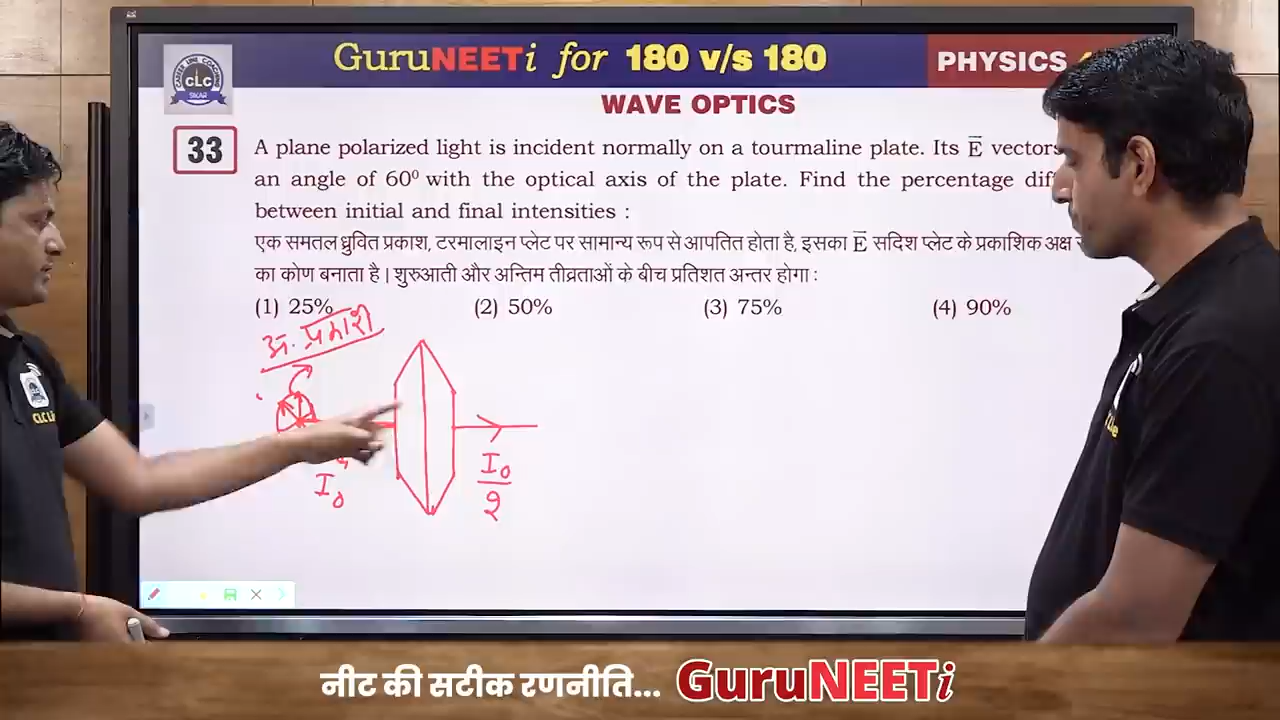 GuruNEETi for 180 v/s 180
PHYSICS
WAVE OPTICS
33
A plane polarized light is incident normally on a tourmaline plate. Its E⃗ vectors
an angle of 60⁰ with the optical axis of the plate. Find the percentage
between initial and final intensities :
एक समतल ध्रुवित प्रकाश, टरमालाइन प्लेट पर सामान्य रूप से आपतित होता है, इसका E⃗ सदिश प्लेट के प्रकाशिक अक्ष
का कोण बनाता है। शुरुआती और अन्तिम तीव्रताओं के बीच प्रतिशत अन्तर होगा :
(1) 25% (2) 50% (3) 75% (4) 90%
अ. प्रकाश
I₀
I₀/2
CLC
SIKAR
नीट की सटीक रणनीति... GuruNEETi